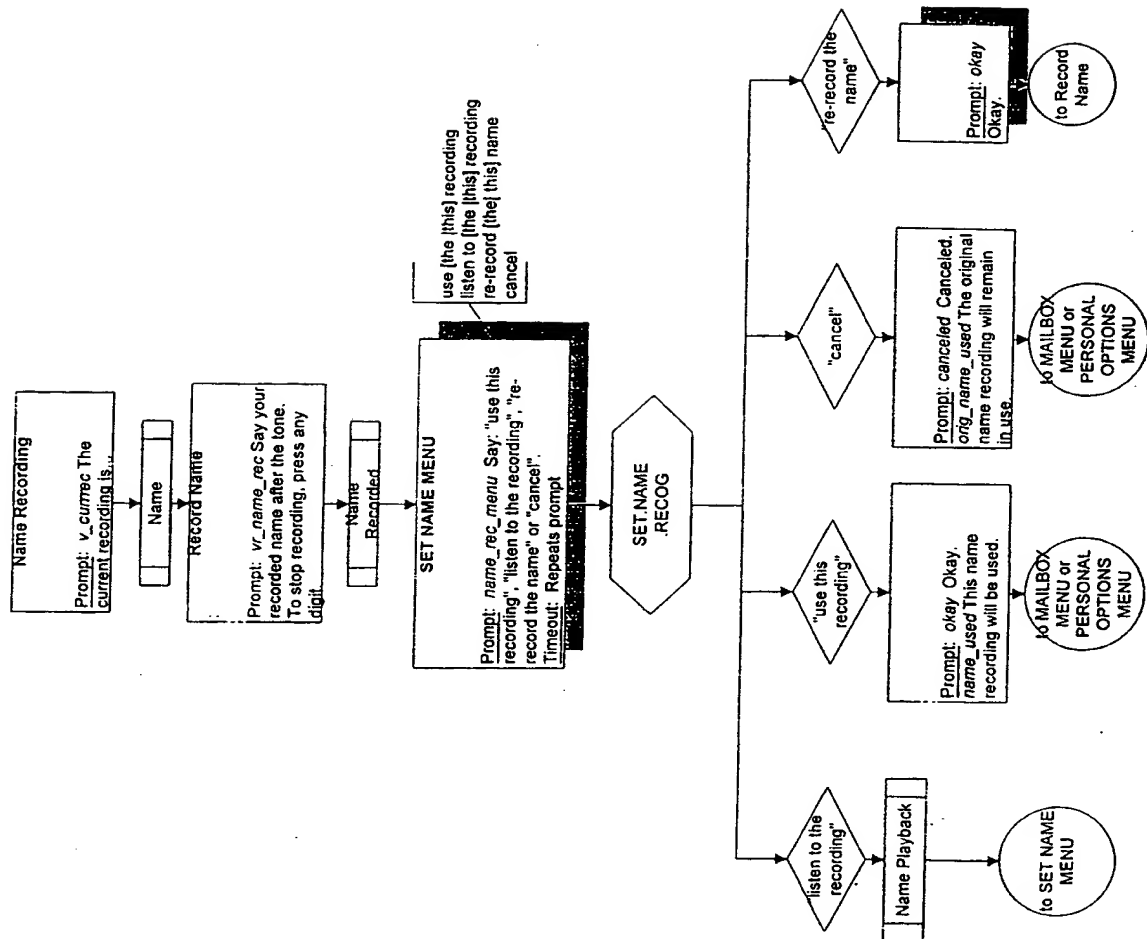 Name Recording
Prompt: v_currrec The
current recording is...
Name
Record Name
Prompt: vr_name_rec Say your
recorded name after the tone.
To stop recording, press any
digit.
Name
Recorded
SET NAME MENU
Prompt: name_rec_menu Say: "use this
recording", "listen to the recording", "re-
record the name" or "cancel".
Timeout: Repeats prompt
use [the |this] recording
listen to [the |this] recording
re-record [the| this] name
cancel
SET.NAME
.RECOG
"listen to the
recording"
Name Playback
to SET NAME
MENU
"use this
recording"
Prompt: okay Okay.
name_used This name
recording will be used.
to MAILBOX
MENU or
PERSONAL
OPTIONS
MENU
"cancel"
Prompt: canceled Canceled.
orig_name_used The original
name recording will remain
in use.
to MAILBOX
MENU or
PERSONAL
OPTIONS
MENU
"re-record the
name"
Prompt: okay
Okay.
to Record
Name